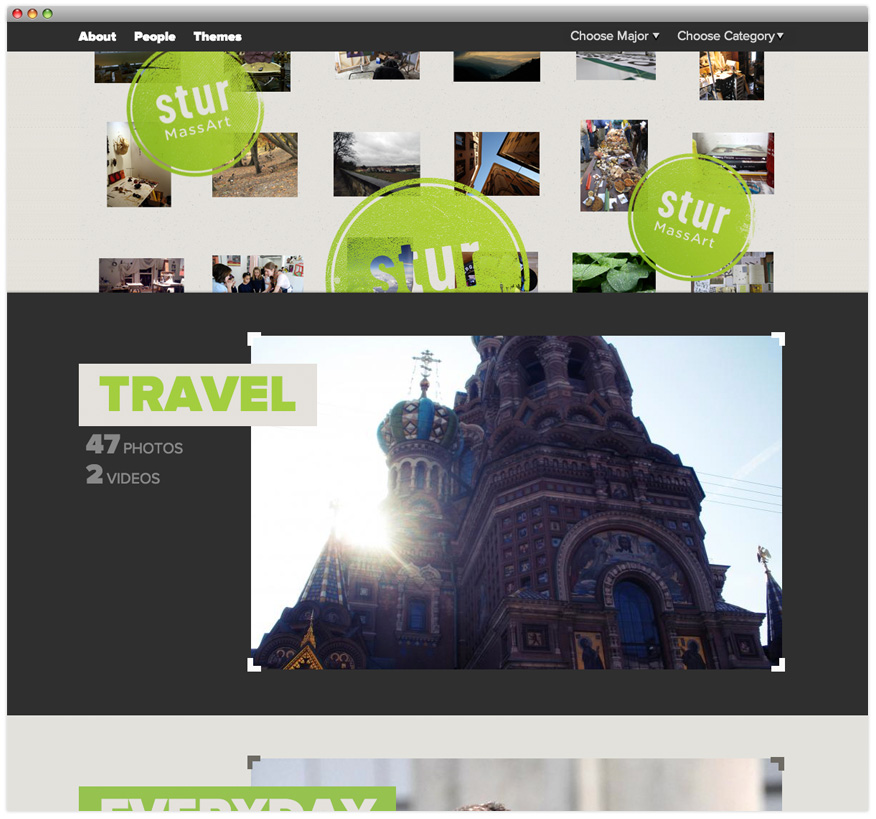 About People Themes Choose Major Choose Category
stur
MassArt
stur
MassArt
stur
TRAVEL
47 PHOTOS
2 VIDEOS
EVERYDAY